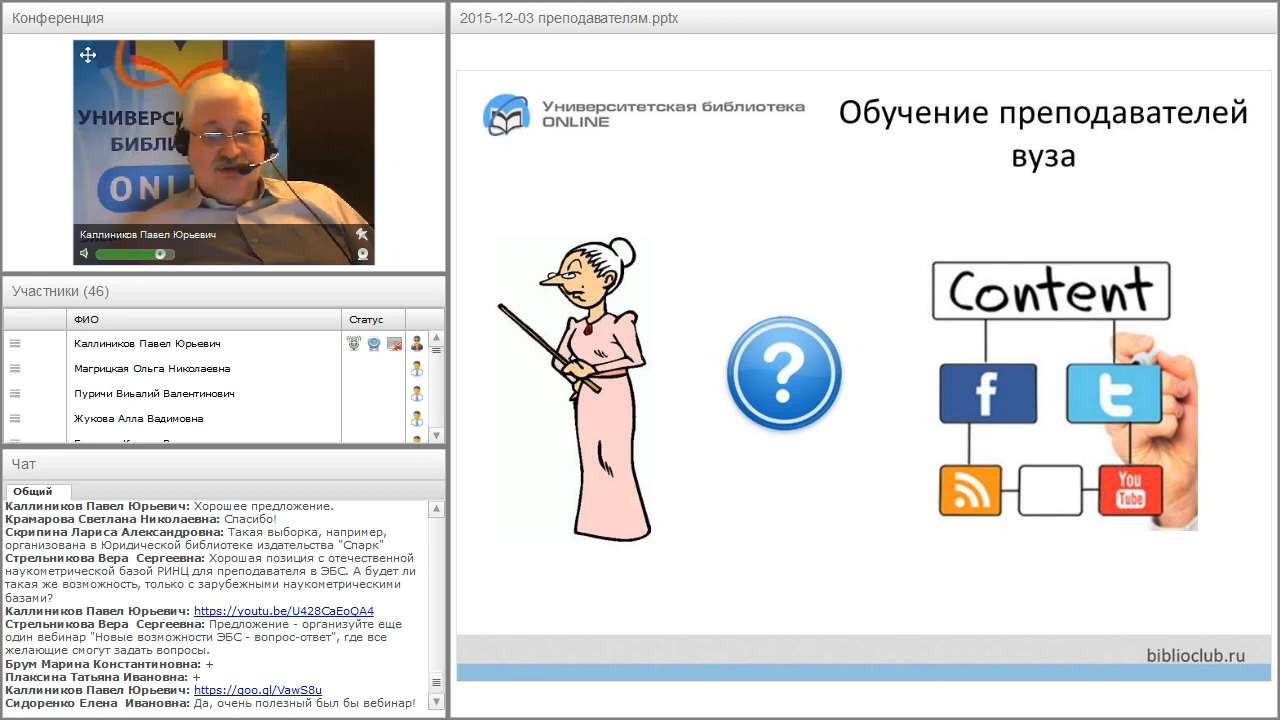 Конференция
УНИВЕРС
Я
БИБЛИ
ONL
Каллиников Павел Юрьевич
Участники (46)
ФИО Статус
Каллиников Павел Юрьевич
Магрицкая Ольга Николаевна
Пуричи Виьалий Валентинович
Жукова Алла Вадимовна
Чат
Общий
Каллиников Павел Юрьевич: Хорошее предложение.
Крамарова Светлана Николаевна: Спасибо!
Скрипина Лариса Александровна: Такая выборка, например,
организована в Юридической библиотеке издательства "Спарк"
Стрельникова Вера Сергеевна: Хорошая позиция с отечественной
наукометрической базой РИНЦ для преподавателя в ЭБС. А будет ли
такая же возможность, только с зарубежными наукометрическими
базами?
Каллиников Павел Юрьевич: https://youtu.be/U428CaEoQA4
Стрельникова Вера Сергеевна: Предложение - организуйте еще
один вебинар "Новые возможности ЭБС - вопрос-ответ", где все
желающие смогут задать вопросы.
Брум Марина Константиновна: +
Плаксина Татьяна Ивановна: +
Каллиников Павел Юрьевич: https://goo.gl/VawS8u
Сидоренко Елена Ивановна: Да, очень полезный был бы вебинар!
2015-12-03 преподавателям.pptx
Университетская библиотека
ONLINE
Обучение преподавателей
вуза
?
Content
f
t
You
Tube
biblioclub.ru